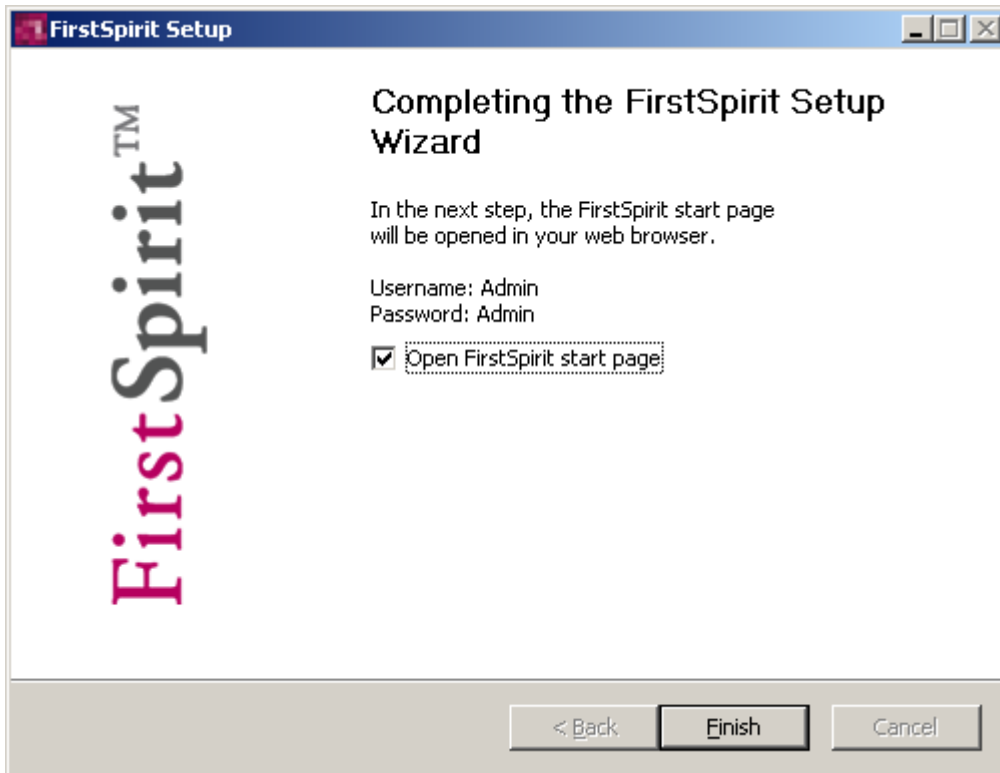 FirstSpirit Setup
FirstSpirit™
Completing the FirstSpirit Setup
Wizard
In the next step, the FirstSpirit start page
will be opened in your web browser.
Username: Admin
Password: Admin
Open FirstSpirit start page
< Back
Finish
Cancel